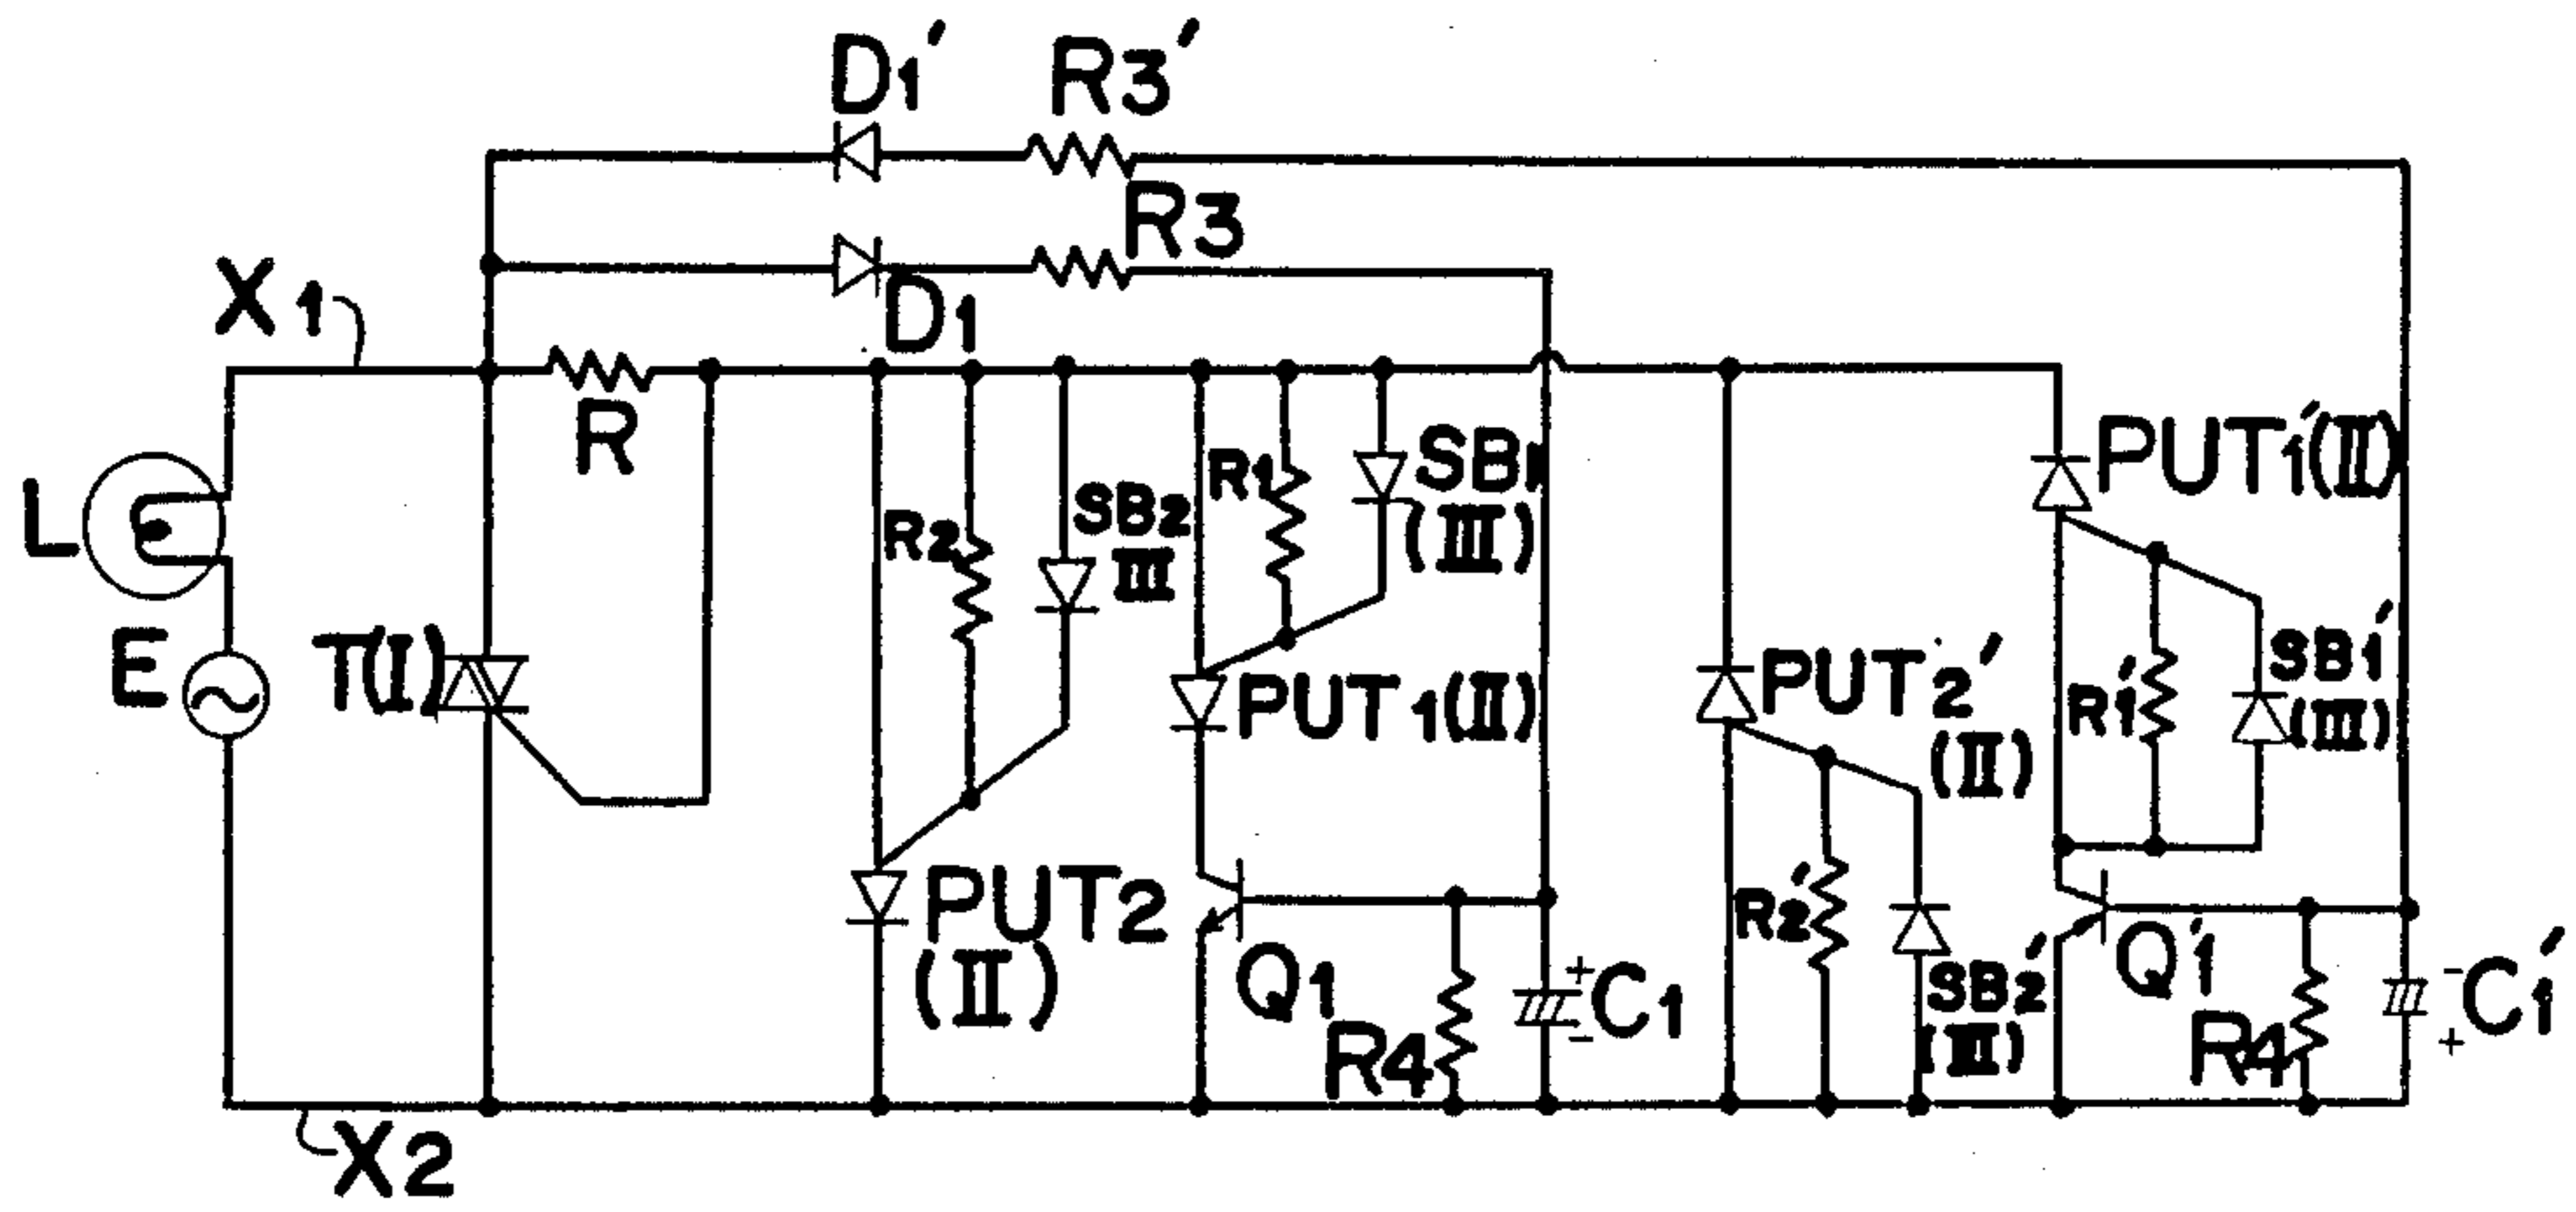 D1'
R3'
R3
X1
D1
R
L
E
T(I)
R2
SB2
III
R1
SB1
(III)
PUT1'(II)
PUT1(II)
PUT2'
(II)
R1'
SB1'
(III)
PUT2
(II)
Q1
R4
+
C1
-
R2'
SB2'
(III)
Q1'
R4
-
C1'
+
X2